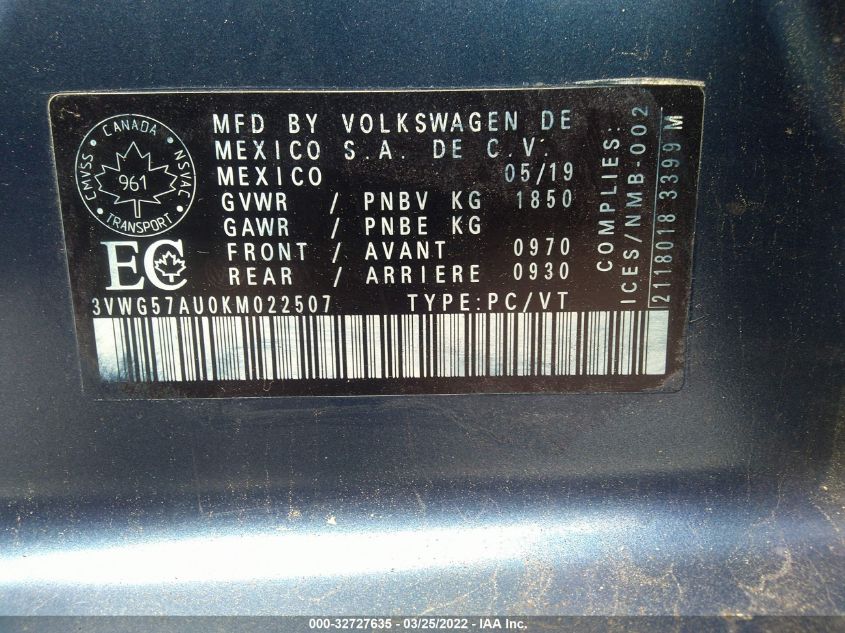 CANADA
CMVSS
NSVAC
961
TRANSPORT
EC
MFD BY VOLKSWAGEN DE
MEXICO S.A. DE C.V.
MEXICO 05/19
GVWR / PNBV KG 1850
GAWR / PNBE KG
FRONT / AVANT 0970
REAR / ARRIERE 0930
3VWG57AU0KM022507 TYPE:PC/VT
COMPLIES:
ICES/NMB-002
2118018 3399 M
000-32727635 - 03/25/2022 - IAA Inc.